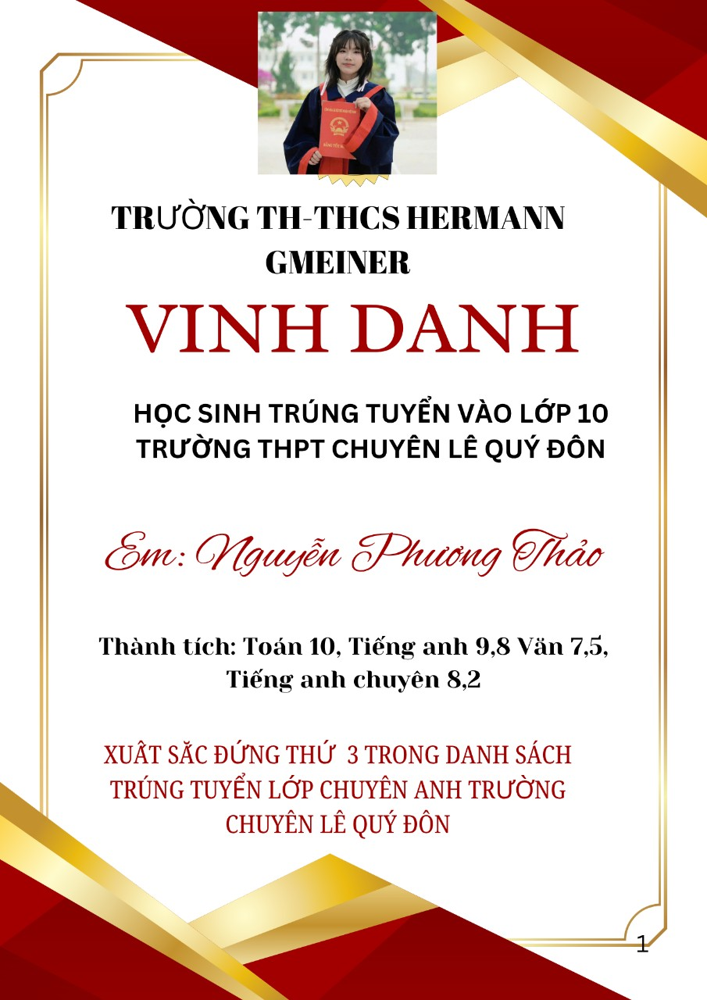 TRƯỜNG TH-THCS HERMANN
GMEINER
VINH DANH
HỌC SINH TRÚNG TUYỂN VÀO LỚP 10
TRƯỜNG THPT CHUYÊN LÊ QUÝ ĐÔN
Em: Nguyễn Phương Thảo
Thành tích: Toán 10, Tiếng anh 9,8 Văn 7,5,
Tiếng anh chuyên 8,2
XUẤT SẮC ĐỨNG THỨ 3 TRONG DANH SÁCH
TRÚNG TUYỂN LỚP CHUYÊN ANH TRƯỜNG
CHUYÊN LÊ QUÝ ĐÔN
1